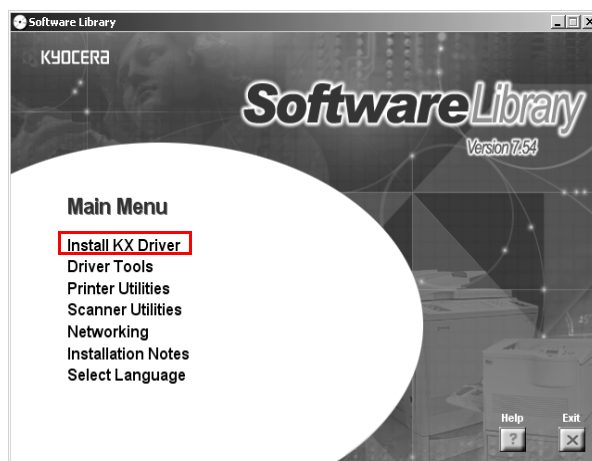 Software Library
KYOCERA
SoftwareLibrary
Version 7.54
Main Menu
Install KX Driver
Driver Tools
Printer Utilities
Scanner Utilities
Networking
Installation Notes
Select Language
Help
Exit
?